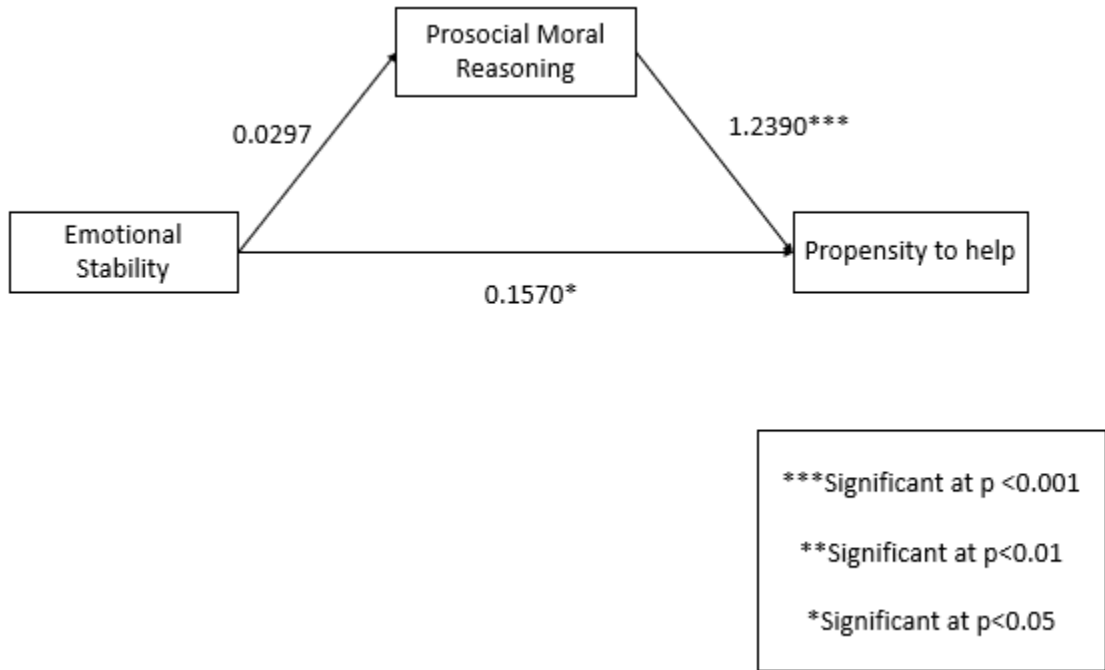 Prosocial Moral
Reasoning
0.0297
1.2390***
Emotional
Stability
Propensity to help
0.1570*
***Significant at p <0.001
**Significant at p<0.01
*Significant at p<0.05